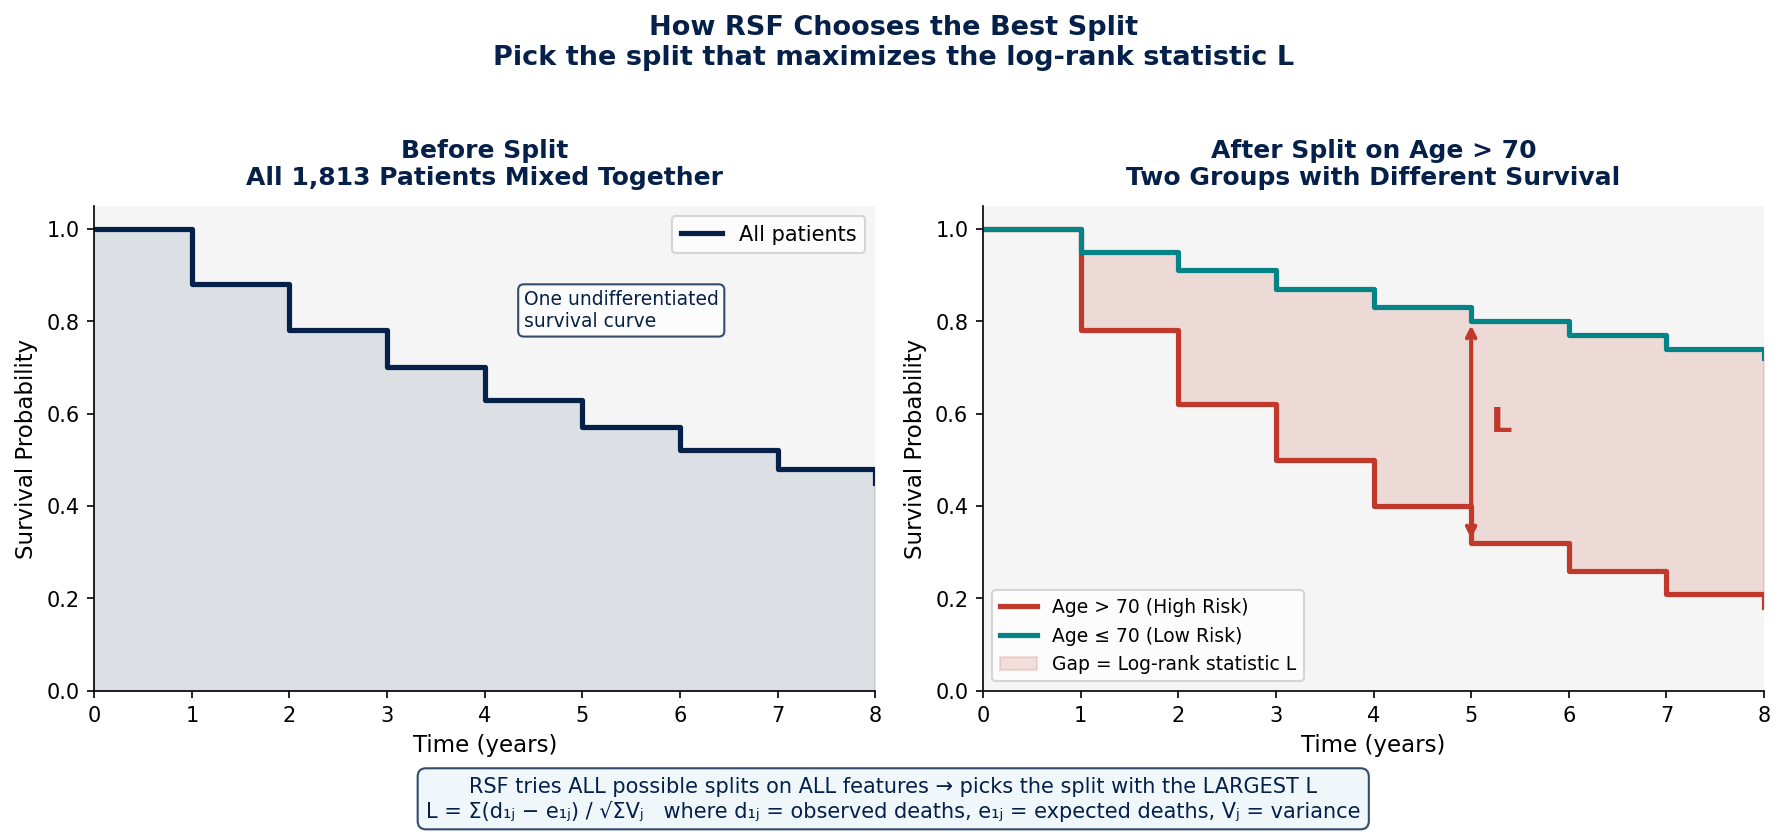 How RSF Chooses the Best Split
Pick the split that maximizes the log-rank statistic L
Before Split
All 1,813 Patients Mixed Together
All patients
One undifferentiated
survival curve
Survival Probability
1.0
0.8
0.6
0.4
0.2
0.0
0 1 2 3 4 5 6 7 8
Time (years)
After Split on Age > 70
Two Groups with Different Survival
Survival Probability
1.0
0.8
0.6
0.4
0.2
0.0
L
Age > 70 (High Risk)
Age ≤ 70 (Low Risk)
Gap = Log-rank statistic L
0 1 2 3 4 5 6 7 8
Time (years)
RSF tries ALL possible splits on ALL features → picks the split with the LARGEST L
L = Σ(d₁ⱼ − e₁ⱼ) / √ΣVⱼ where d₁ⱼ = observed deaths, e₁ⱼ = expected deaths, Vⱼ = variance